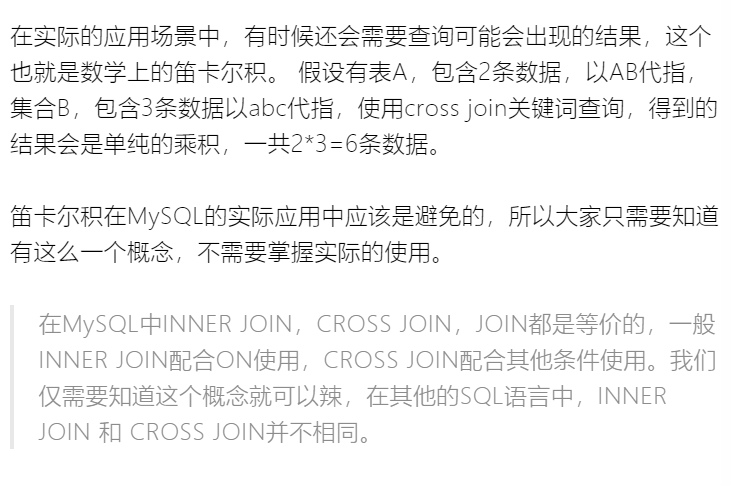 在实际的应用场景中，有时候还会需要查询可能会出现的结果，这个
也就是数学上的笛卡尔积。 假设有表A，包含2条数据，以AB代指，
集合B，包含3条数据以abc代指，使用cross join关键词查询，得到的
结果会是单纯的乘积，一共2*3=6条数据。
笛卡尔积在MySQL的实际应用中应该是避免的，所以大家只需要知道
有这么一个概念，不需要掌握实际的使用。
在MySQL中INNER JOIN，CROSS JOIN，JOIN都是等价的，一般
INNER JOIN配合ON使用，CROSS JOIN配合其他条件使用。我们
仅需要知道这个概念就可以辣，在其他的SQL语言中，INNER
JOIN 和 CROSS JOIN并不相同。